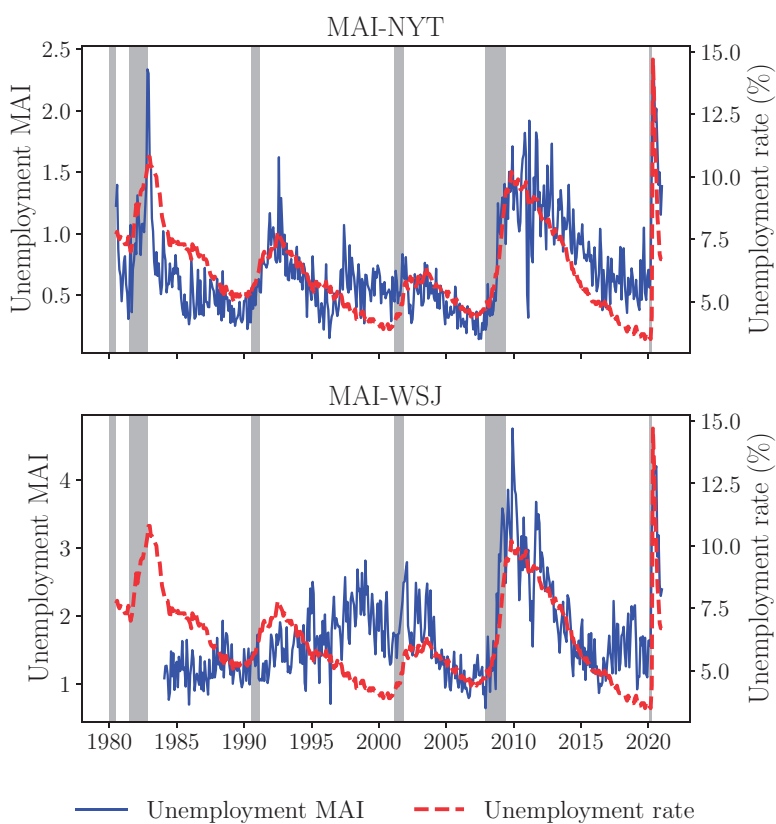 MAI-NYT
2.5
2.0
1.5
1.0
0.5
Unemployment MAI
15.0
12.5
10.0
7.5
5.0
Unemployment rate (%)
MAI-WSJ
4
3
2
1
Unemployment MAI
15.0
12.5
10.0
7.5
5.0
Unemployment rate (%)
1980 1985 1990 1995 2000 2005 2010 2015 2020
Unemployment MAI Unemployment rate